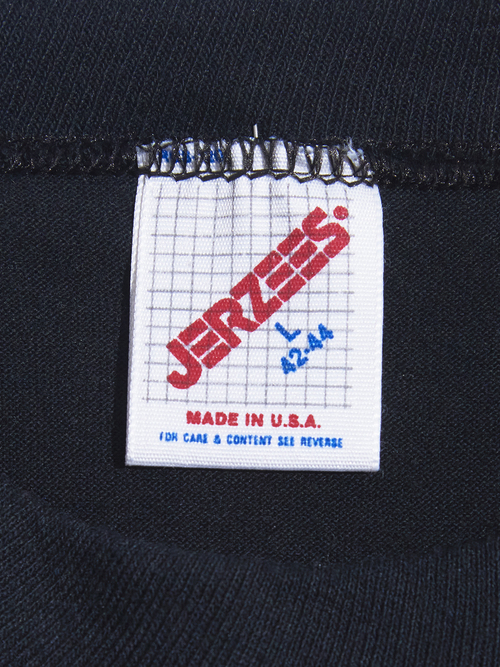 JERZEES®
L
42-44
MADE IN U.S.A.
FOR CARE & CONTENT SEE REVERSE